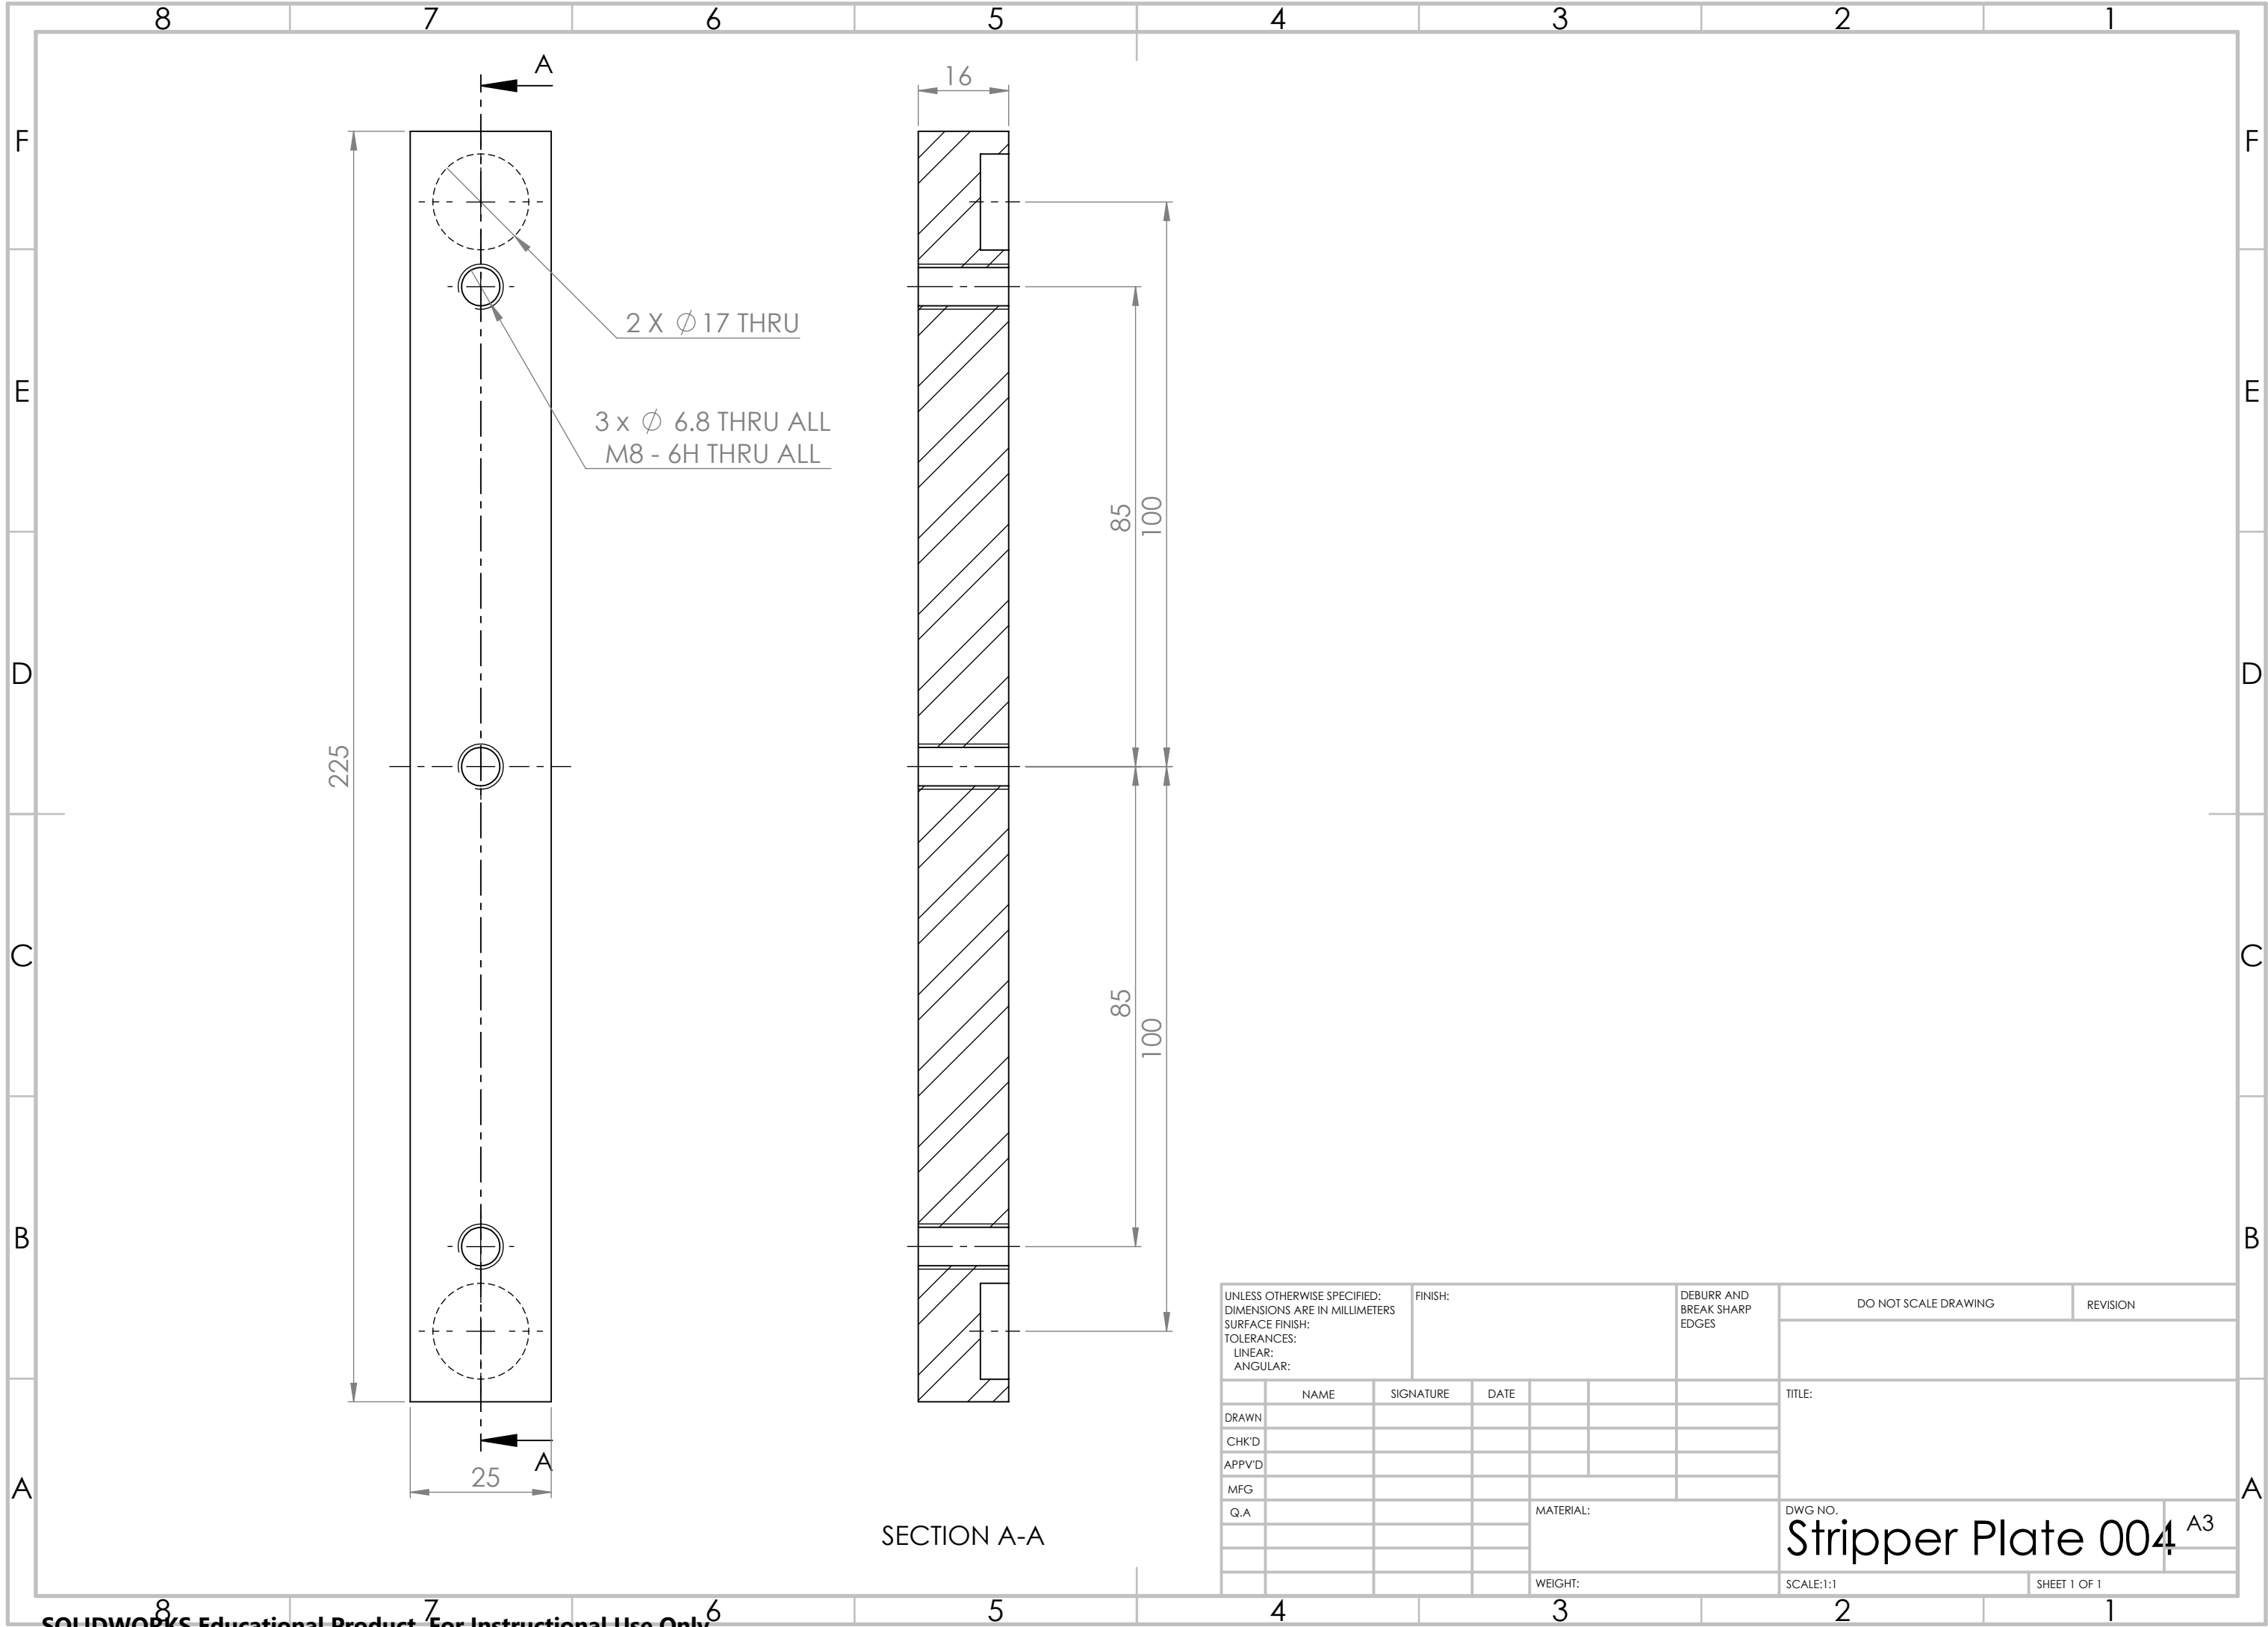 8 7 6 5 4 3 2 1
A
16
F F
2 X ∅ 17 THRU
E E
3 x ∅ 6.8 THRU ALL
M8 - 6H THRU ALL
85
100
D D
225
C C
85
100
B B
A
25
A A
SECTION A-A
UNLESS OTHERWISE SPECIFIED:
DIMENSIONS ARE IN MILLIMETERS
SURFACE FINISH:
TOLERANCES:
LINEAR:
ANGULAR:
FINISH:
DEBURR AND
BREAK SHARP
EDGES
DO NOT SCALE DRAWING
REVISION
NAME SIGNATURE DATE
TITLE:
DRAWN
CHK'D
APPV'D
MFG
Q.A
MATERIAL:
DWG NO.
Stripper Plate 004
A3
WEIGHT:
SCALE:1:1
SHEET 1 OF 1
8 7 6 5 4 3 2 1
SOLIDWORKS Educational Product. For Instructional Use Only.